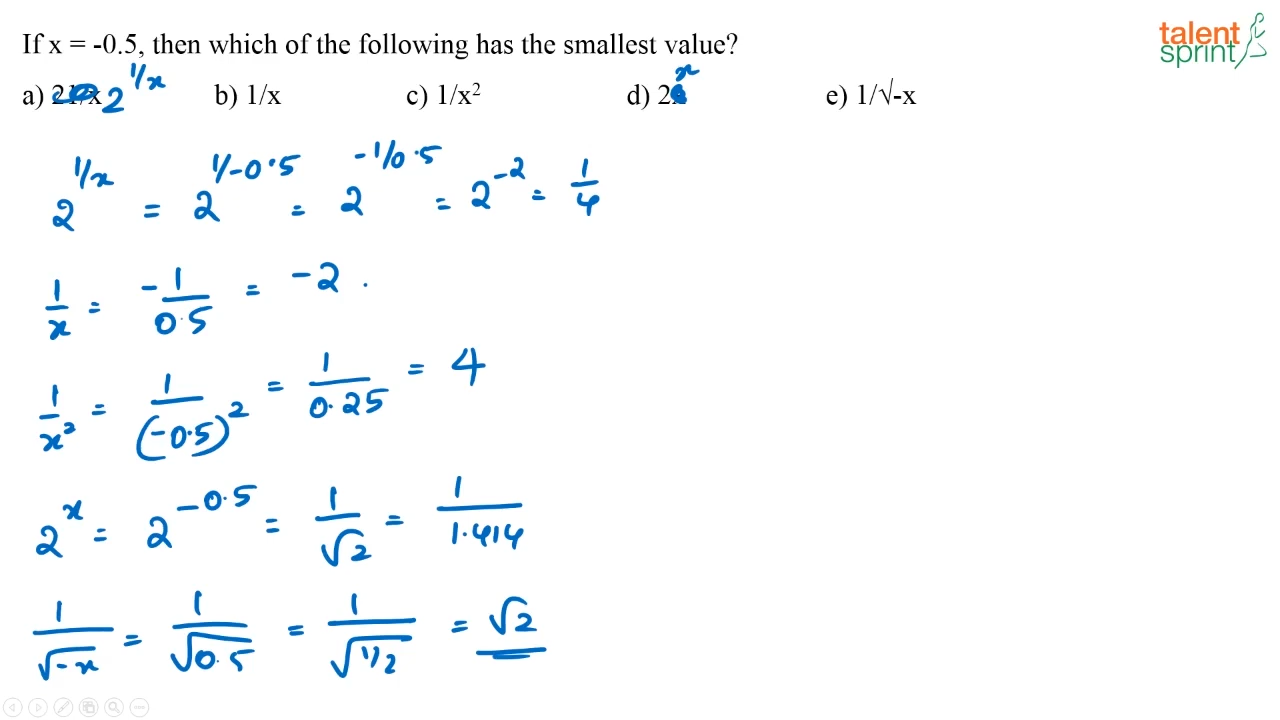 If x = -0.5, then which of the following has the smallest value?
talent
sprint
a) 21/x 2^(1/x) b) 1/x c) 1/x² d) 2^x e) 1/√-x
2^(1/x) = 2^(1/-0.5) = 2^(-1/0.5) = 2^(-2) = 1/4
1/x = -1/0.5 = -2 .
1/x² = 1/(-0.5)² = 1/0.25 = 4
2^x = 2^(-0.5) = 1/√2 = 1/1.414
1/√-x = 1/√0.5 = 1/√1/2 = √2